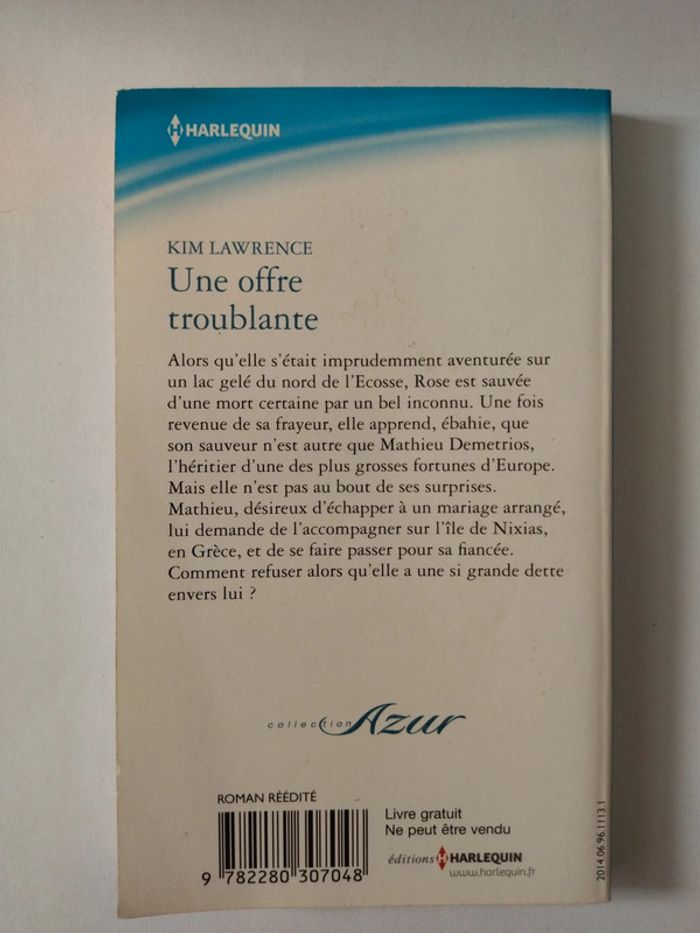 HARLEQUIN
KIM LAWRENCE
Une offre
troublante
Alors qu'elle s'était imprudemment aventurée sur
un lac gelé du nord de l'Ecosse, Rose est sauvée
d'une mort certaine par un bel inconnu. Une fois
revenue de sa frayeur, elle apprend, ébahie, que
son sauveur n'est autre que Mathieu Demetrios,
l'héritier d'une des plus grosses fortunes d'Europe.
Mais elle n'est pas au bout de ses surprises.
Mathieu, désireux d'échapper à un mariage arrangé,
lui demande de l'accompagner sur l'île de Nixias,
en Grèce, et de se faire passer pour sa fiancée.
Comment refuser alors qu'elle a une si grande dette
envers lui ?
collection Azur
ROMAN RÉÉDITÉ
9 782280 307048
Livre gratuit
Ne peut être vendu
éditions HARLEQUIN
www.harlequin.fr
2014.06.96.1113.1